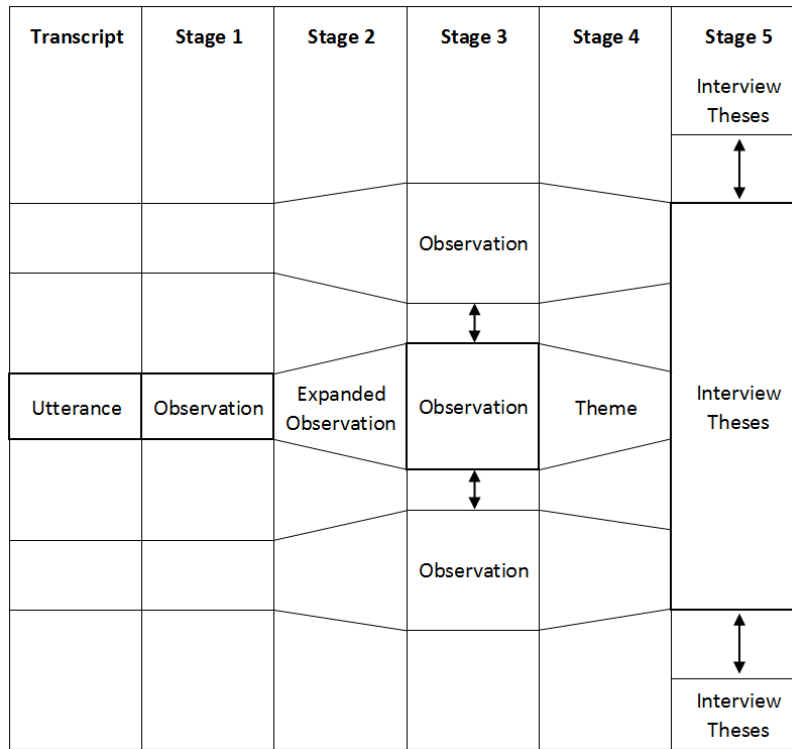 Transcript Stage 1 Stage 2 Stage 3 Stage 4 Stage 5
Interview
Theses
Observation
Utterance Observation Expanded
Observation Observation Theme Interview
Theses
Observation
Interview
Theses